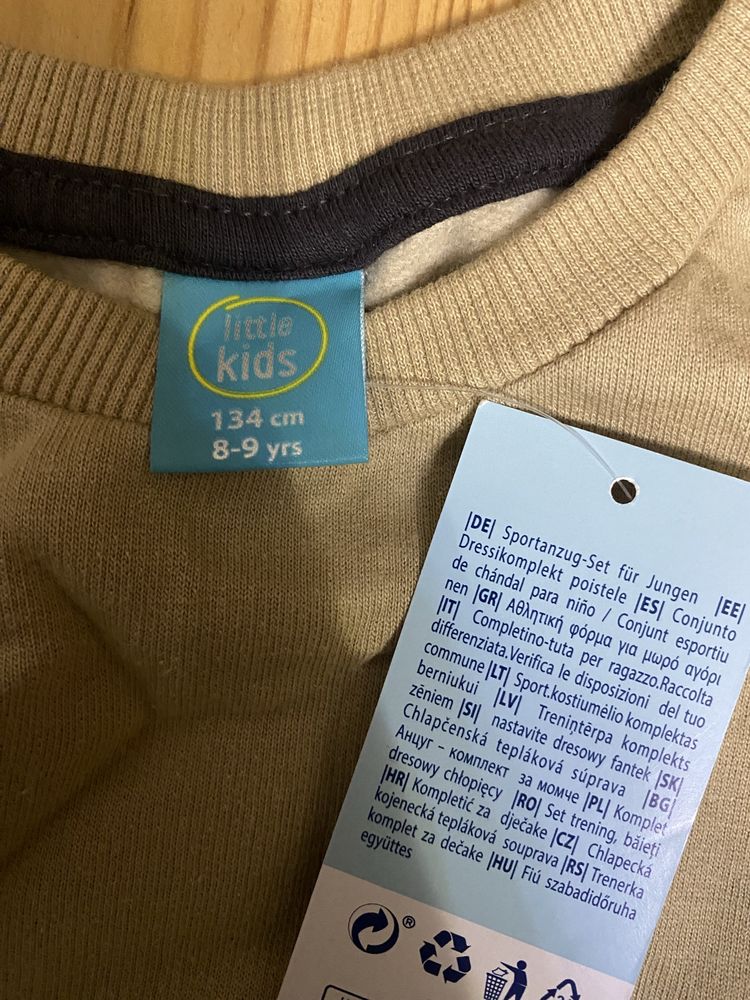 little
kids
134 cm
8-9 yrs
|DE| Sportanzug-Set für Jungen |EE|
Dressikomplekt poistele |ES| Conjunto
de chándal para niño / Conjunt esportiu
nen |GR| Αθλητική φόρμα για μωρό αγόρι
|IT| Completino-tuta per ragazzo.Raccolta
differenziata.Verifica le disposizioni del tuo
commune |LT| Sport.kostiumėlio komplektas
berniukui |LV| Treniņtērpa komplekts
zēniem |SI| nastavite dresowy fantek |SK|
Chlapčenská tepláková súprava |BG|
Анцуг – комплект за момче |PL| Komplet
dresowy chłopięcy |RO| Set trening, băieți
|HR| Kompletić za dječake |CZ| Chlapecká
kojenecká tepláková souprava |RS| Trenerka
komplet za dečake |HU| Fiú szabadidőruha
együttes
®